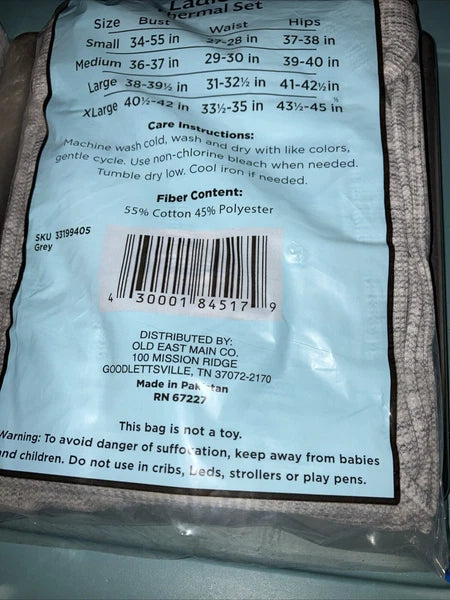 Ladie
Thermal Set
Size Bust Waist Hips
Small 34-55 in 27-28 in 37-38 in
Medium 36-37 in 29-30 in 39-40 in
Large 38-39½ in 31-32½ in 41-42½in
XLarge 40½-42 in 33½-35 in 43½-45 in
Care Instructions:
Machine wash cold, wash and dry with like colors,
gentle cycle. Use non-chlorine bleach when needed.
Tumble dry low. Cool iron if needed.
Fiber Content:
55% Cotton 45% Polyester
SKU 33199405
Grey
4 30001 84517 9
DISTRIBUTED BY:
OLD EAST MAIN CO.
100 MISSION RIDGE
GOODLETTSVILLE, TN 37072-2170
Made in Pakistan
RN 67227
This bag is not a toy.
Warning: To avoid danger of suffocation, keep away from babies
and children. Do not use in cribs, beds, strollers or play pens.